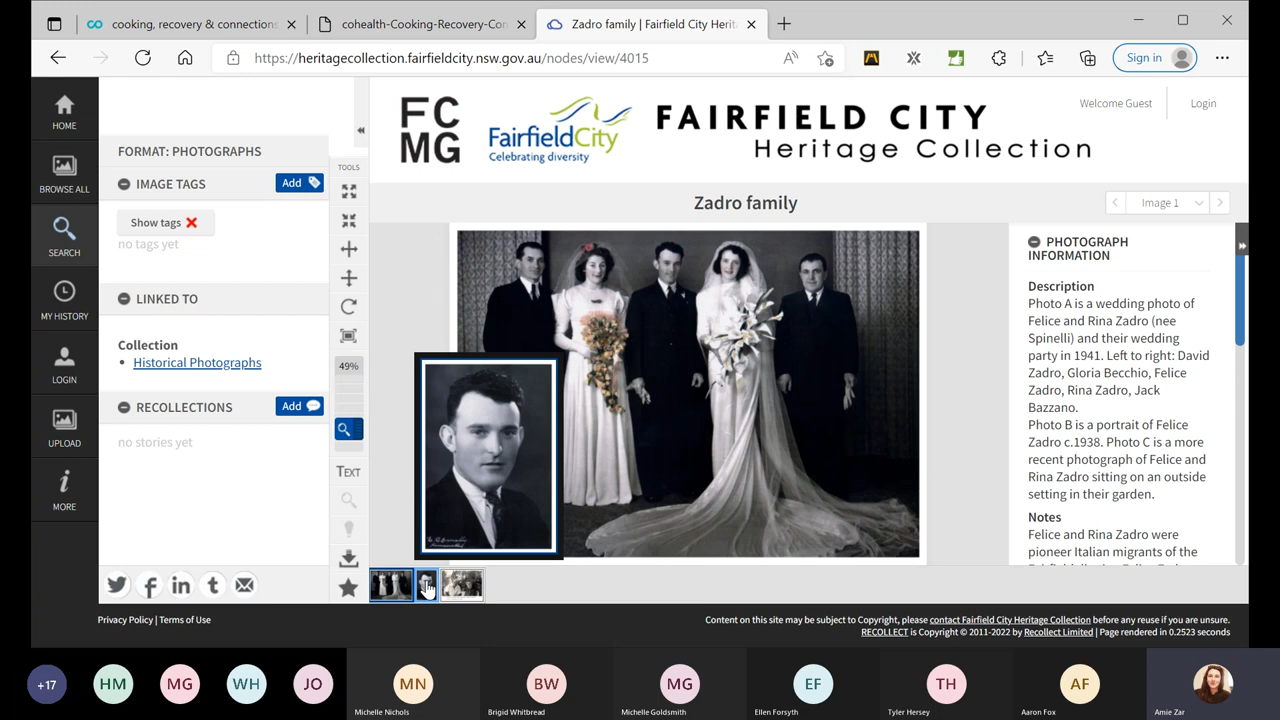 cooking, recovery & connections
cohealth-Cooking-Recovery-Con
Zadro family | Fairfield City Herit
https://heritagecollection.fairfieldcity.nsw.gov.au/nodes/view/4015
Sign in
HOME
BROWSE ALL
SEARCH
MY HISTORY
LOGIN
UPLOAD
MORE
FORMAT: PHOTOGRAPHS
IMAGE TAGS
Add
Show tags
no tags yet
LINKED TO
Collection
Historical Photographs
RECOLLECTIONS
Add
no stories yet
TOOLS
49%
TEXT
FC
MG
FairfieldCity
Celebrating diversity
FAIRFIELD CITY
Heritage Collection
Welcome Guest
Login
Zadro family
Image 1
PHOTOGRAPH
INFORMATION
Description
Photo A is a wedding photo of
Felice and Rina Zadro (nee
Spinelli) and their wedding
party in 1941. Left to right: David
Zadro, Gloria Becchio, Felice
Zadro, Rina Zadro, Jack
Bazzano.
Photo B is a portrait of Felice
Zadro c.1938. Photo C is a more
recent photograph of Felice and
Rina Zadro sitting on an outside
setting in their garden.
Notes
Felice and Rina Zadro were
pioneer Italian migrants of the
Privacy Policy | Terms of Use
Content on this site may be subject to Copyright, please contact Fairfield City Heritage Collection before any reuse if you are unsure.
RECOLLECT is Copyright © 2011-2022 by Recollect Limited | Page rendered in 0.2523 seconds
+17
HM
MG
WH
JO
MN
Michelle Nichols
BW
Brigid Whitbread
MG
Michelle Goldsmith
EF
Ellen Forsyth
TH
Tyler Hersey
AF
Aaron Fox
Amie Zar